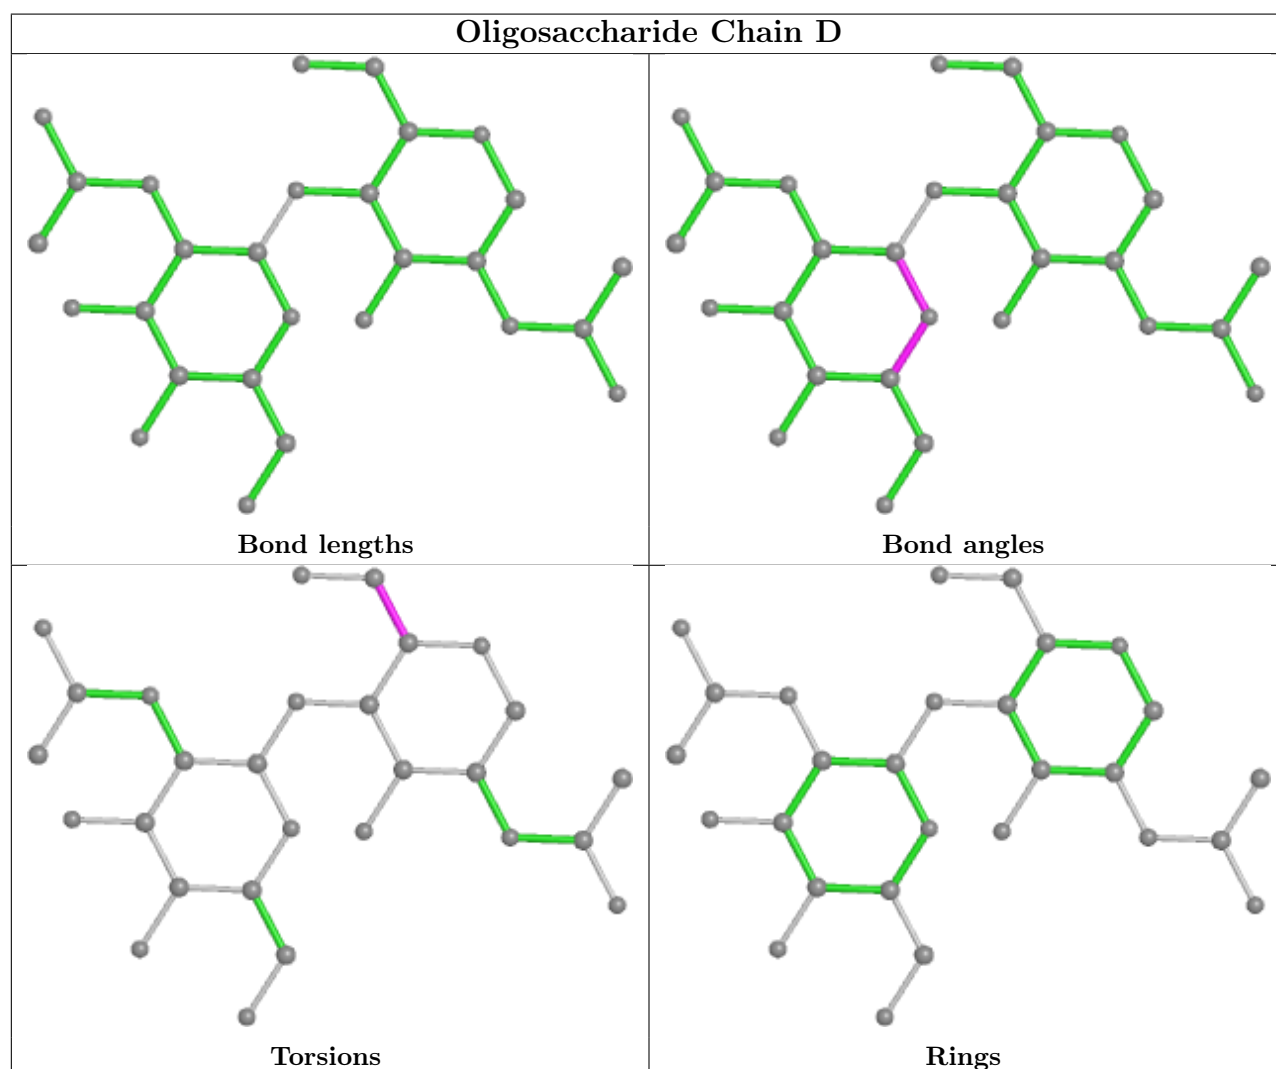 Oligosaccharide Chain D
Bond lengths
Bond angles
Torsions
Rings